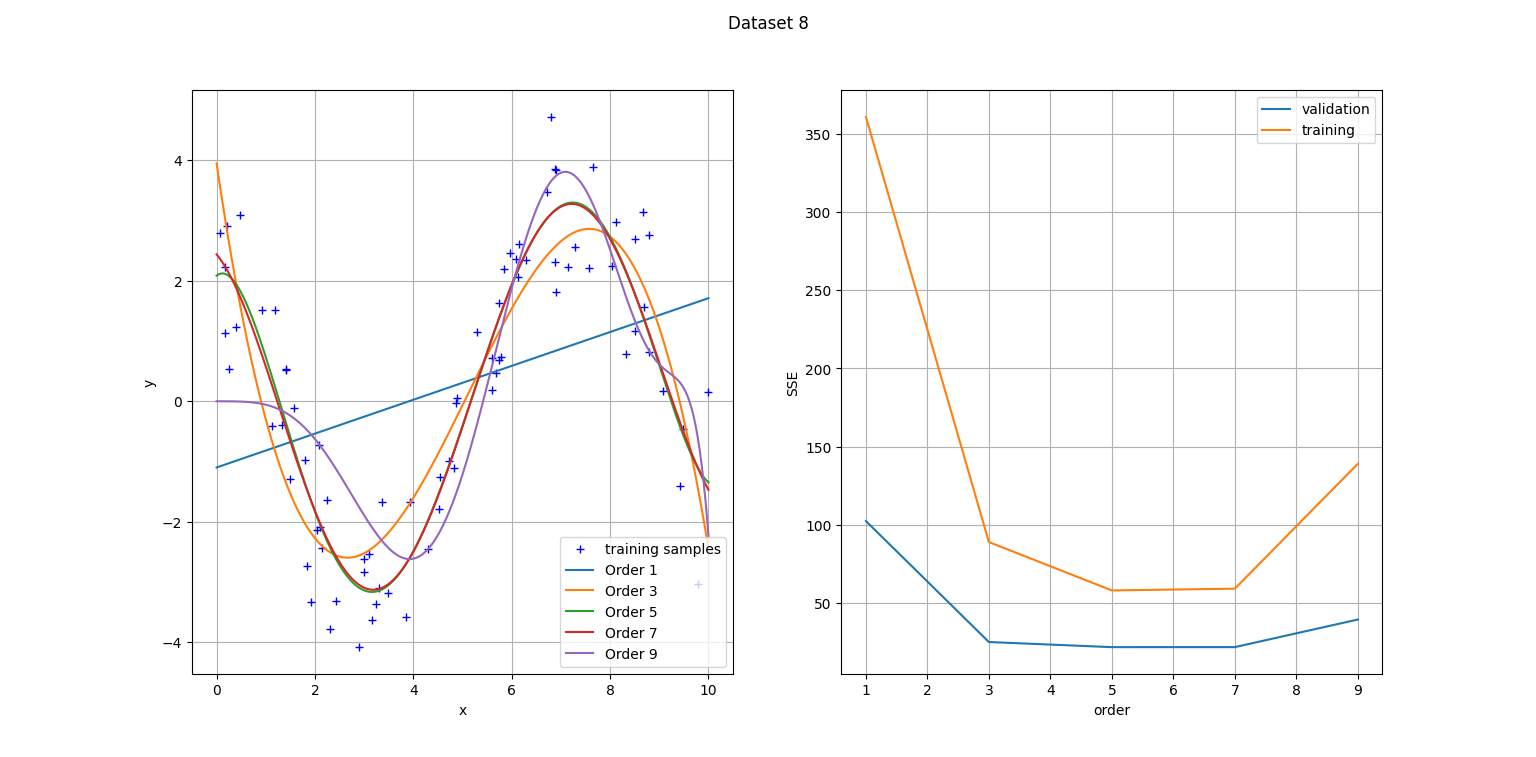 Dataset 8
4
2
0
−2
−4
y
0
2
4
6
8
10
x
training samples
Order 1
Order 3
Order 5
Order 7
Order 9
350
300
250
200
150
100
50
SSE
1
2
3
4
5
6
7
8
9
order
validation
training